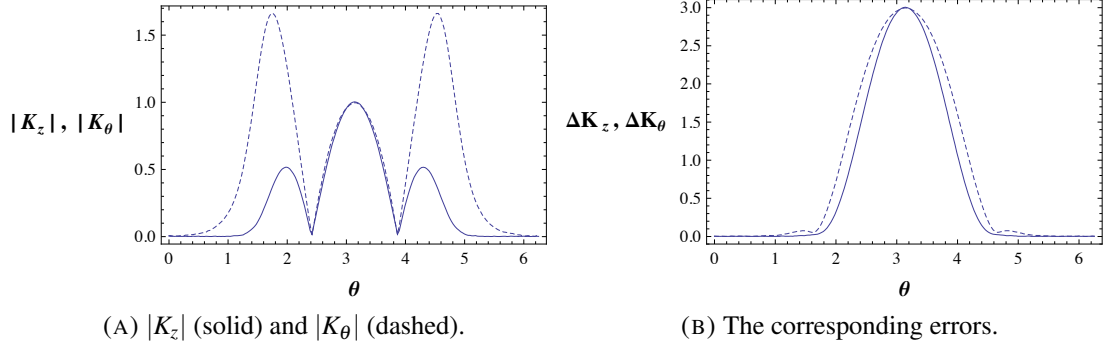 1.5
1.0
0.5
0.0
|K_z|, |K_θ|
0 1 2 3 4 5 6
θ
(A) |K_z| (solid) and |K_θ| (dashed).
3.0
2.5
2.0
1.5
1.0
0.5
0.0
ΔK_z, ΔK_θ
0 1 2 3 4 5 6
θ
(B) The corresponding errors.